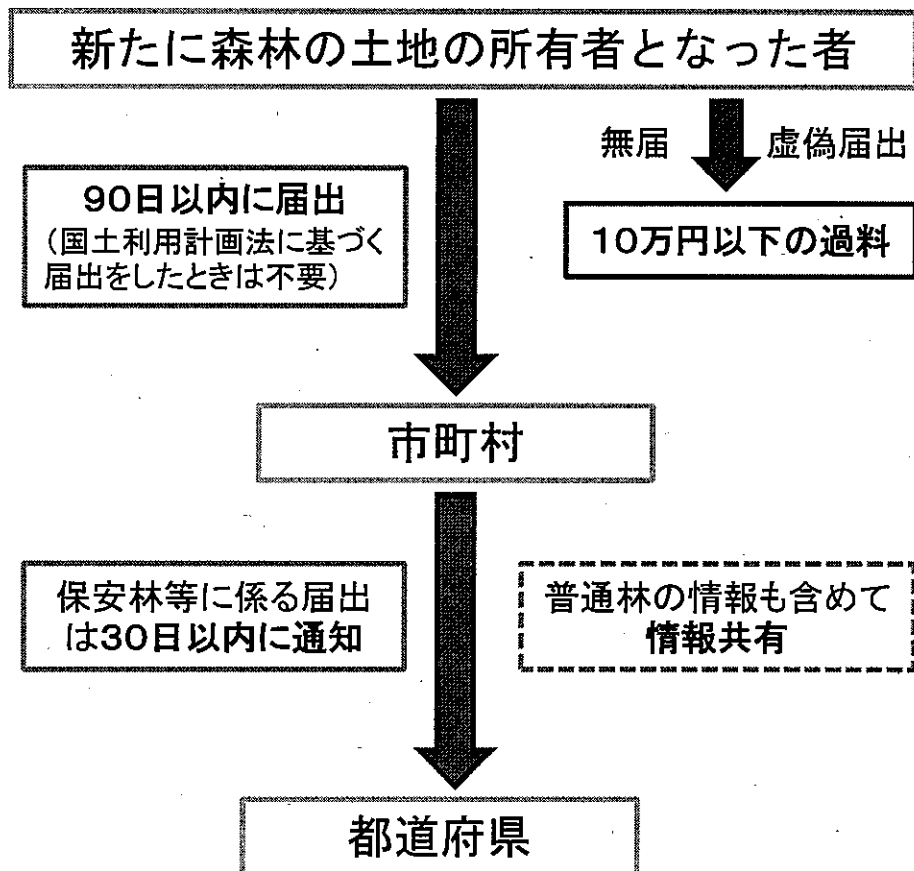 新たに森林の土地の所有者となった者
無届
虚偽届出
90日以内に届出
（国土利用計画法に基づく
届出をしたときは不要）
10万円以下の過料
市町村
保安林等に係る届出
は30日以内に通知
普通林の情報も含めて
情報共有
都道府県